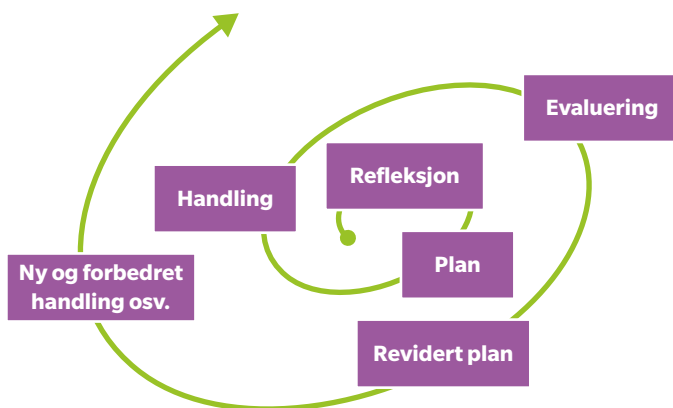 Refleksjon
Plan
Handling
Evaluering
Revidert plan
Ny og forbedret
handling osv.